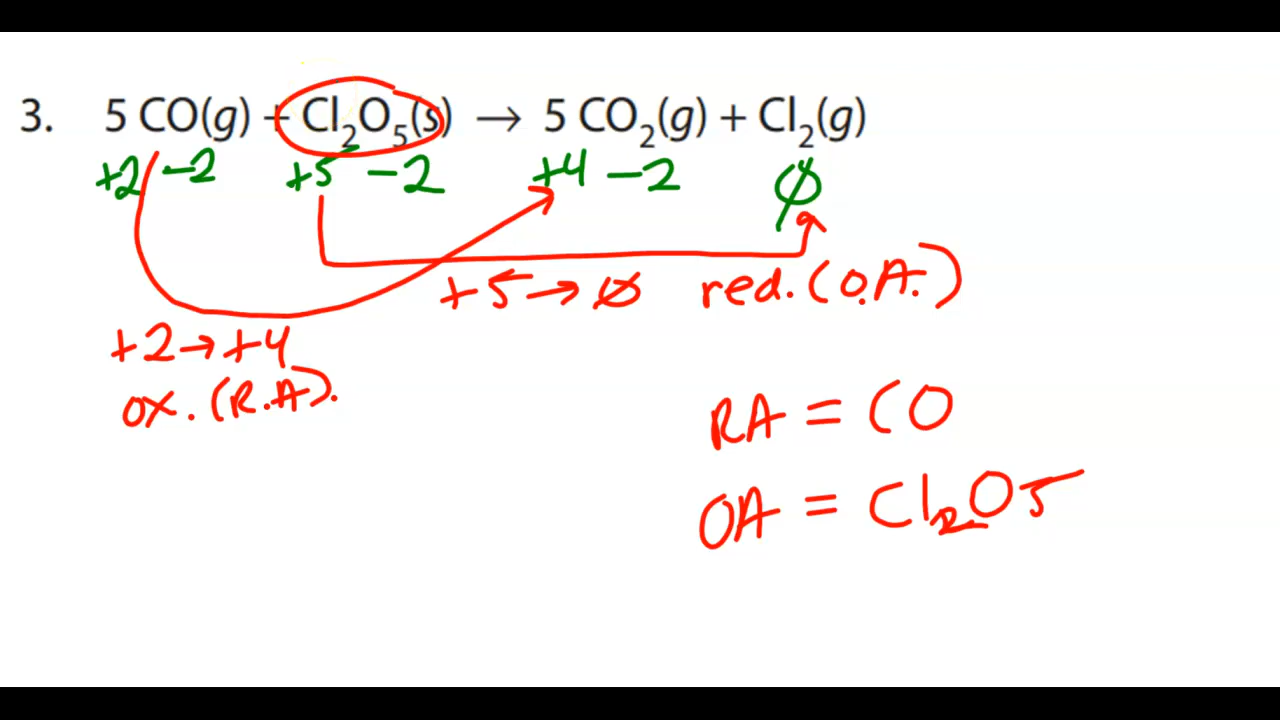 3. 5 CO(g) + Cl₂O₅(s) → 5 CO₂(g) + Cl₂(g)
+2 -2 +5 -2 +4 -2 ∅
+5 → ∅ red. (O.A.)
+2 → +4
ox. (R.A).
RA = CO
OA = Cl₂O5